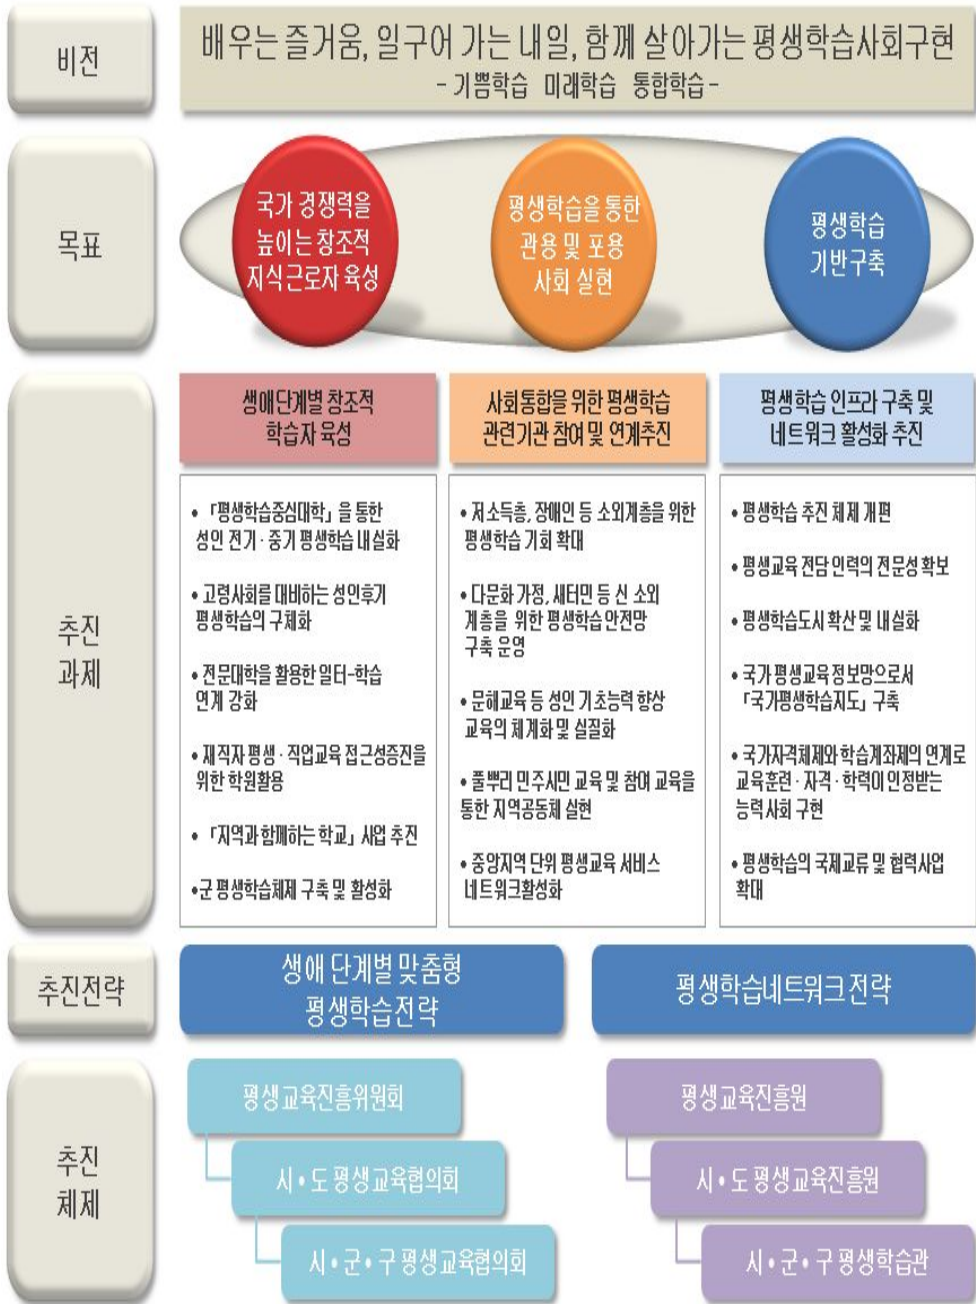 비전
배우는 즐거움, 일구어 가는 내일, 함께 살아가는 평생학습사회구현
- 기쁨학습 미래학습 통합학습 -
목표
국가 경쟁력을
높이는 창조적
지식근로자 육성
평생학습을 통한
관용 및 포용
사회 실현
평생학습
기반구축
추진
과제
생애단계별 창조적
학습자 육성
• 「평생학습중심대학」을 통한
성인 전기·중기 평생학습 내실화
• 고령사회를 대비하는 성인후기
평생학습의 구체화
• 전문대학을 활용한 일터-학습
연계 강화
• 재직자 평생·직업교육 접근성증진을
위한 학원활용
• 「지역과 함께하는 학교」 사업 추진
• 군 평생학습체제 구축 및 활성화
사회통합을 위한 평생학습
관련기관 참여 및 연계추진
• 저소득층, 장애인 등 소외계층을 위한
평생학습 기회 확대
• 다문화 가정, 새터민 등 신 소외
계층을 위한 평생학습 안전망
구축 운영
• 문해교육 등 성인 기초능력 향상
교육의 체계화 및 실질화
• 풀뿌리 민주시민 교육 및 참여 교육을
통한 지역공동체 실현
• 중앙지역 단위 평생교육 서비스
네트워크활성화
평생학습 인프라 구축 및
네트워크 활성화 추진
• 평생학습 추진 체제 개편
• 평생교육 전담 인력의 전문성 확보
• 평생학습도시 확산 및 내실화
• 국가 평생교육 정보망으로서
「국가평생학습지도」 구축
• 국가자격체제와 학습계좌제의 연계로
교육훈련·자격·학력이 인정받는
능력사회 구현
• 평생학습의 국제교류 및 협력사업
확대
추진전략
생애 단계별 맞춤형
평생학습전략
평생학습네트워크 전략
추진
체제
평생교육진흥위원회
시•도 평생교육협의회
시•군•구 평생교육협의회
평생교육진흥원
시•도 평생교육진흥원
시•군•구 평생학습관